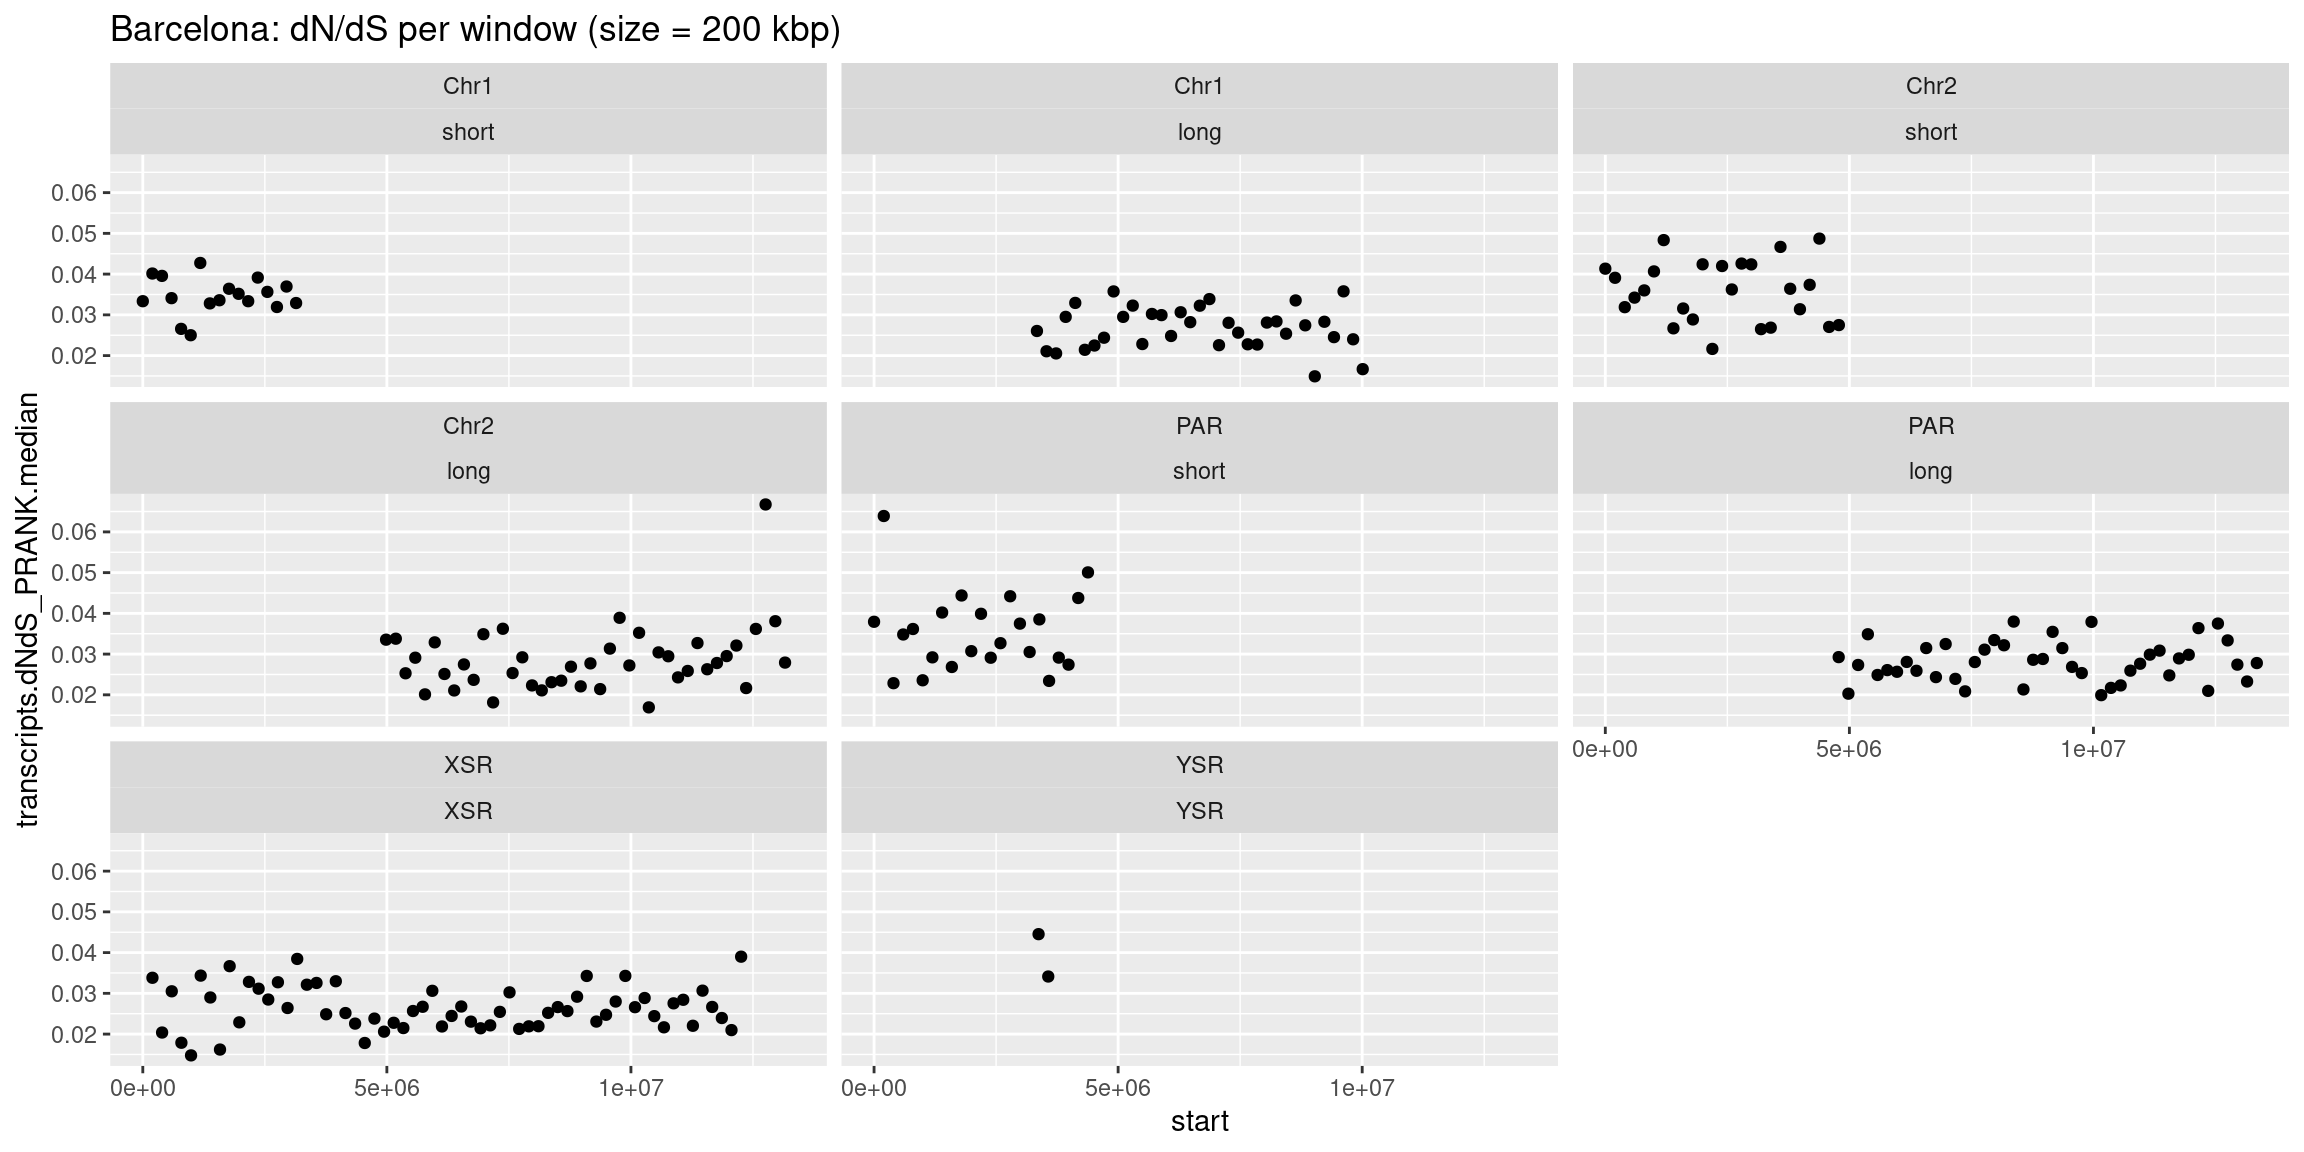 Barcelona: dN/dS per window (size = 200 kbp)
Chr1
short
Chr1
long
Chr2
short
0.06
0.05
0.04
0.03
0.02
Chr2
long
PAR
short
PAR
long
0.06
0.05
0.04
0.03
0.02
0e+00 5e+06 1e+07
XSR
XSR
YSR
YSR
0.06
0.05
0.04
0.03
0.02
0e+00 5e+06 1e+07
0e+00 5e+06 1e+07
start
transcripts.dNdS_PRANK.median